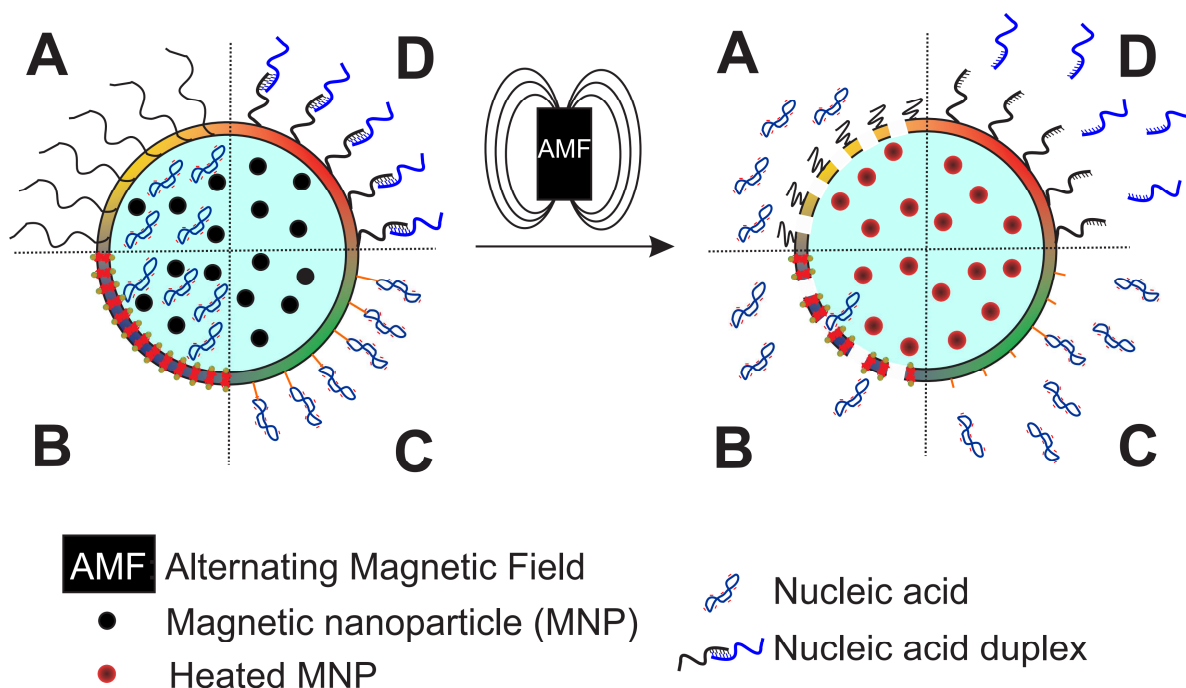 A
D
AMF
A
D
B
C
B
C
AMF Alternating Magnetic Field
Magnetic nanoparticle (MNP)
Heated MNP
Nucleic acid
Nucleic acid duplex